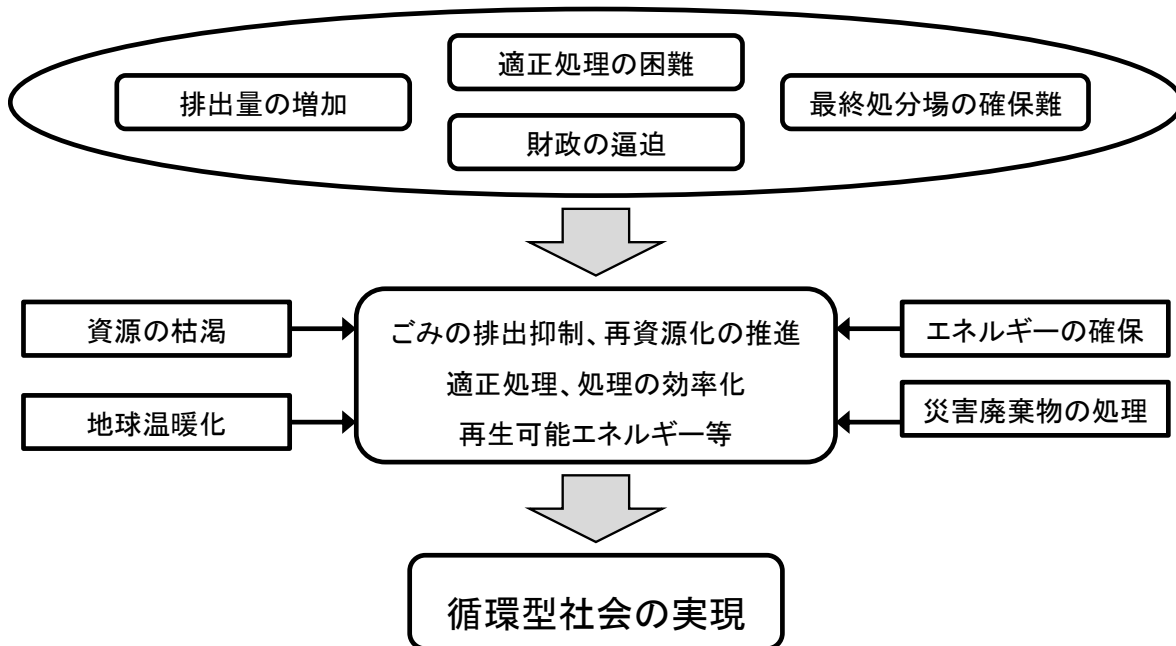 適正処理の困難
排出量の増加
最終処分場の確保難
財政の逼迫
資源の枯渇
地球温暖化
ごみの排出抑制、再資源化の推進
適正処理、処理の効率化
再生可能エネルギー等
エネルギーの確保
災害廃棄物の処理
循環型社会の実現